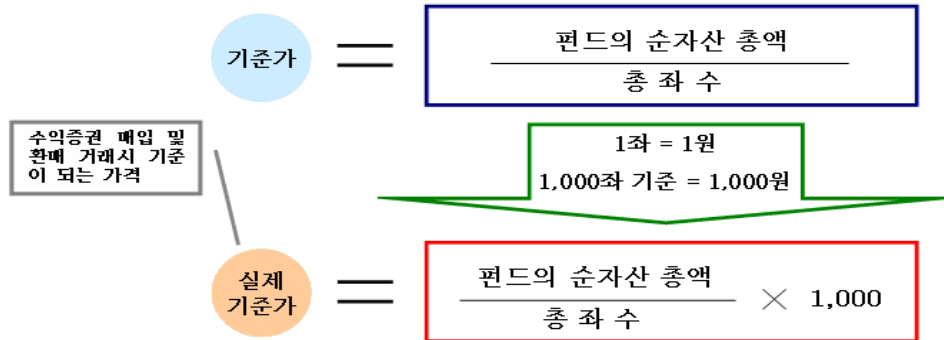 기준가
펀드의 순자산 총액
총 좌 수
수익증권 매입 및
환매 거래시 기준
이 되는 가격
1좌 = 1원
1,000좌 기준 = 1,000원
실제
기준가
펀드의 순자산 총액
총 좌 수
× 1,000